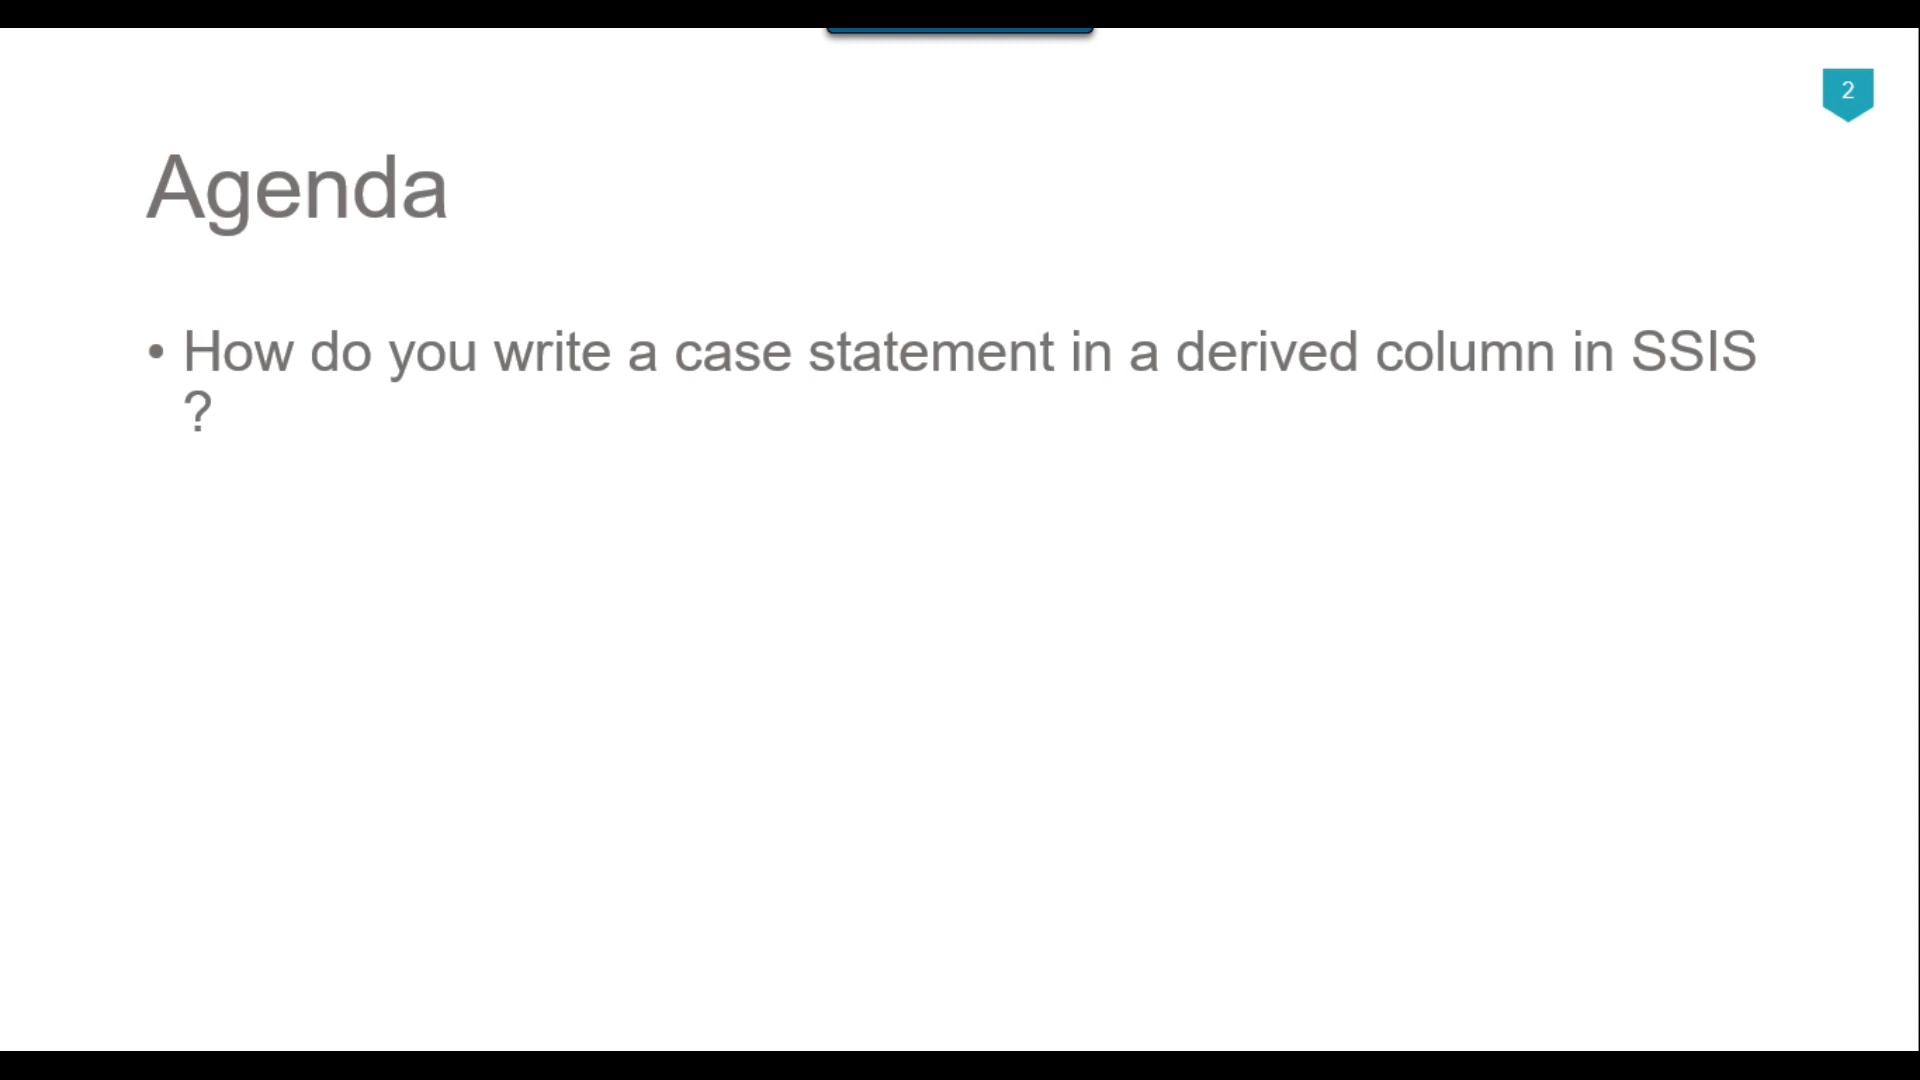 2
Agenda
• How do you write a case statement in a derived column in SSIS
?